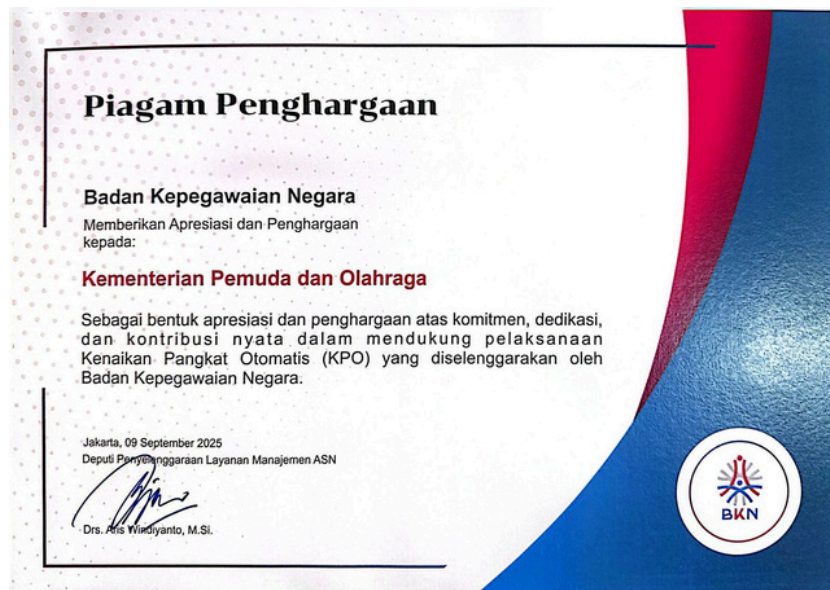 Piagam Penghargaan
Badan Kepegawaian Negara
Memberikan Apresiasi dan Penghargaan
kepada:
Kementerian Pemuda dan Olahraga
Sebagai bentuk apresiasi dan penghargaan atas komitmen, dedikasi,
dan kontribusi nyata dalam mendukung pelaksanaan
Kenaikan Pangkat Otomatis (KPO) yang diselenggarakan oleh
Badan Kepegawaian Negara.
Jakarta, 09 September 2025
Deputi Penyelenggaraan Layanan Manajemen ASN
Drs. Aris Windiyanto, M.Si.
BKN